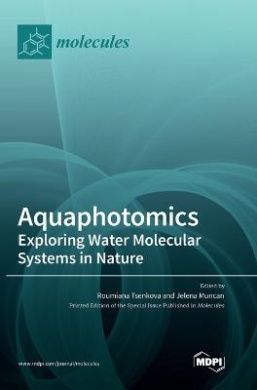 molecules
Aquaphotomics
Exploring Water Molecular
Systems in Nature
Edited by
Roumiana Tsenkova and Jelena Muncan
Printed Edition of the Special Issue Published in Molecules
www.mdpi.com/journal/molecules
MDPI